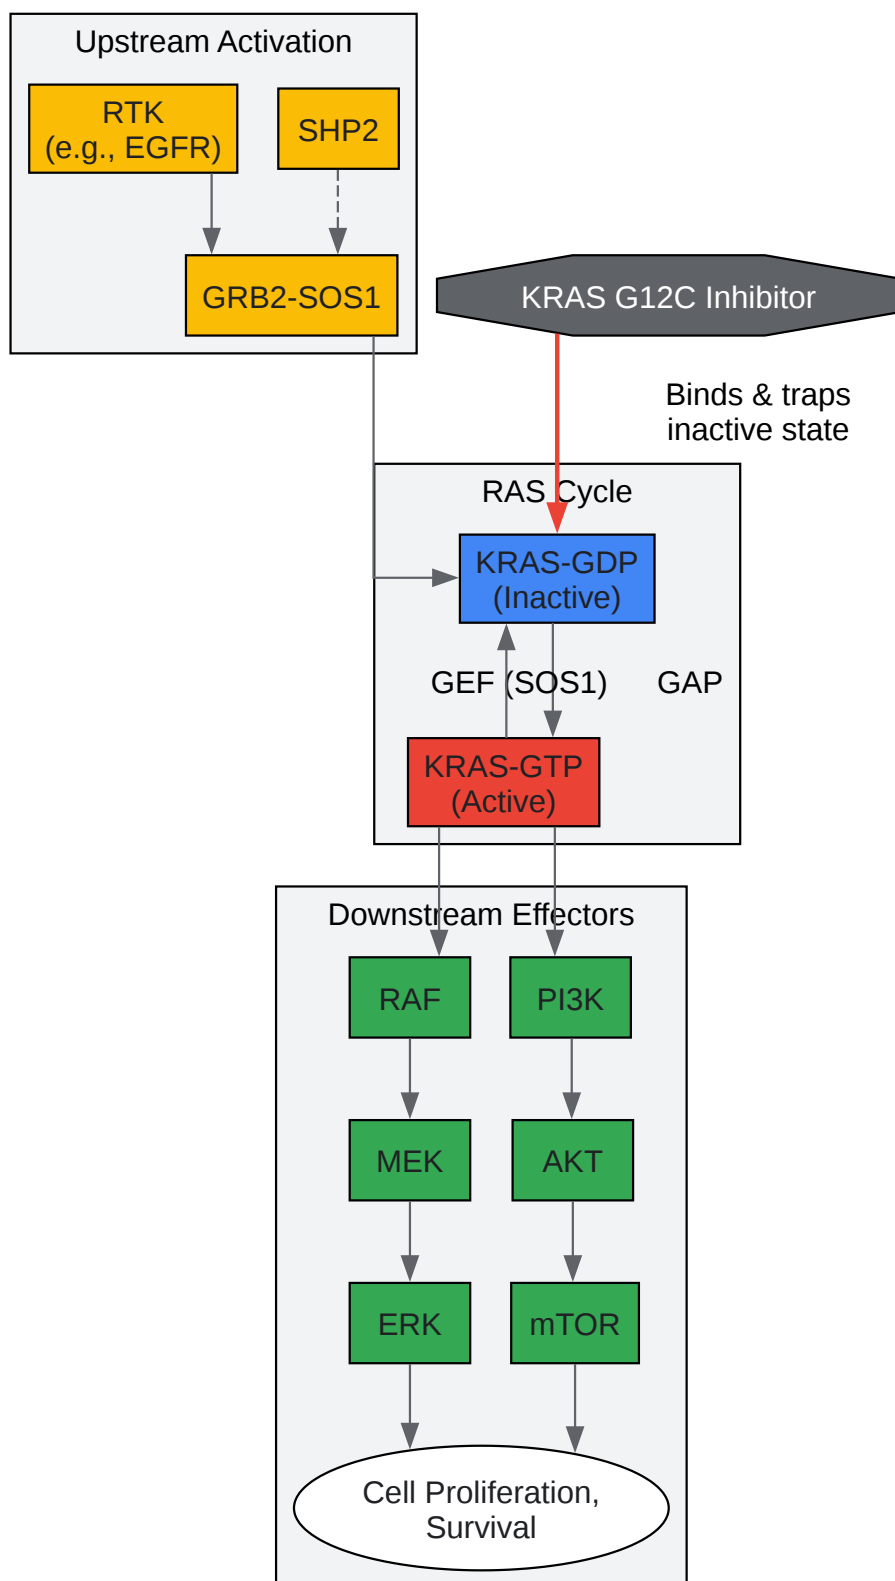 Upstream Activation
RTK
(e.g., EGFR)
SHP2
GRB2-SOS1
KRAS G12C Inhibitor
Binds & traps
inactive state
RAS Cycle
KRAS-GDP
(Inactive)
GEF (SOS1)
GAP
KRAS-GTP
(Active)
Downstream Effectors
RAF
PI3K
MEK
AKT
ERK
mTOR
Cell Proliferation,
Survival